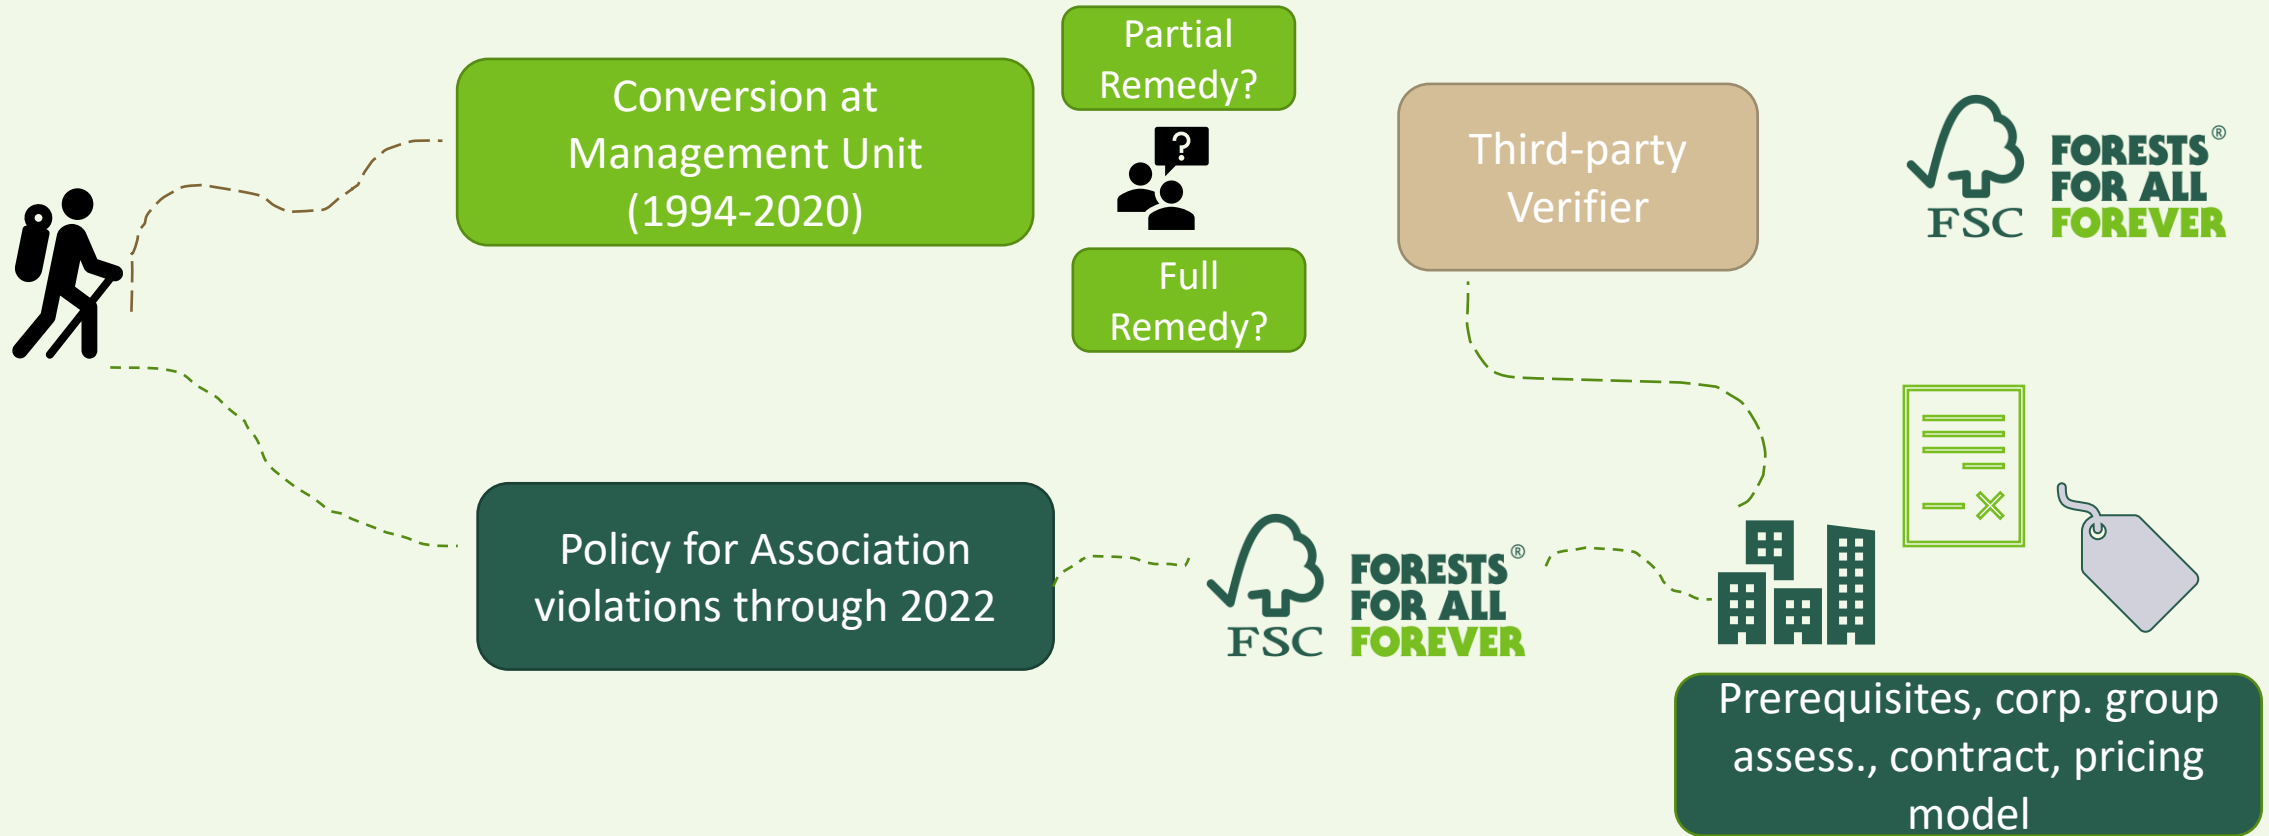 Partial
Remedy?
Conversion at
Management Unit
(1994-2020)
?
Full
Remedy?
Third-party
Verifier
FSC
FORESTS®
FOR ALL
FOREVER
Policy for Association
violations through 2022
FSC
FORESTS®
FOR ALL
FOREVER
Prerequisites, corp. group
assess., contract, pricing
model